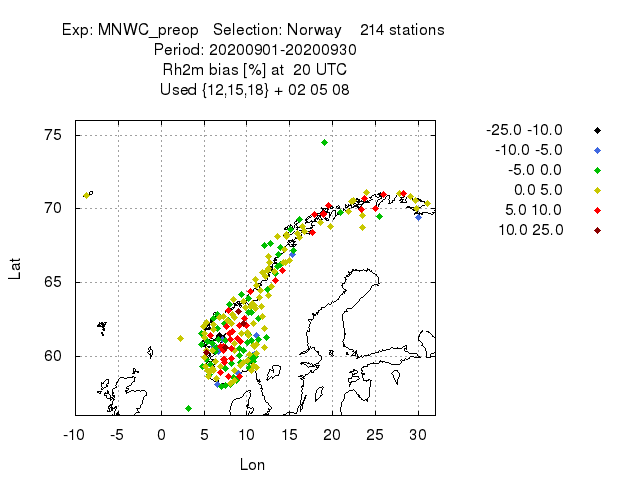 Exp: MNWC_preop Selection: Norway 214 stations
Period: 20200901-20200930
Rh2m bias [%] at 20 UTC
Used {12,15,18} + 02 05 08
-25.0 -10.0
-10.0 -5.0
-5.0 0.0
0.0 5.0
5.0 10.0
10.0 25.0
75
70
65
60
Lat
-10 -5 0 5 10 15 20 25 30
Lon